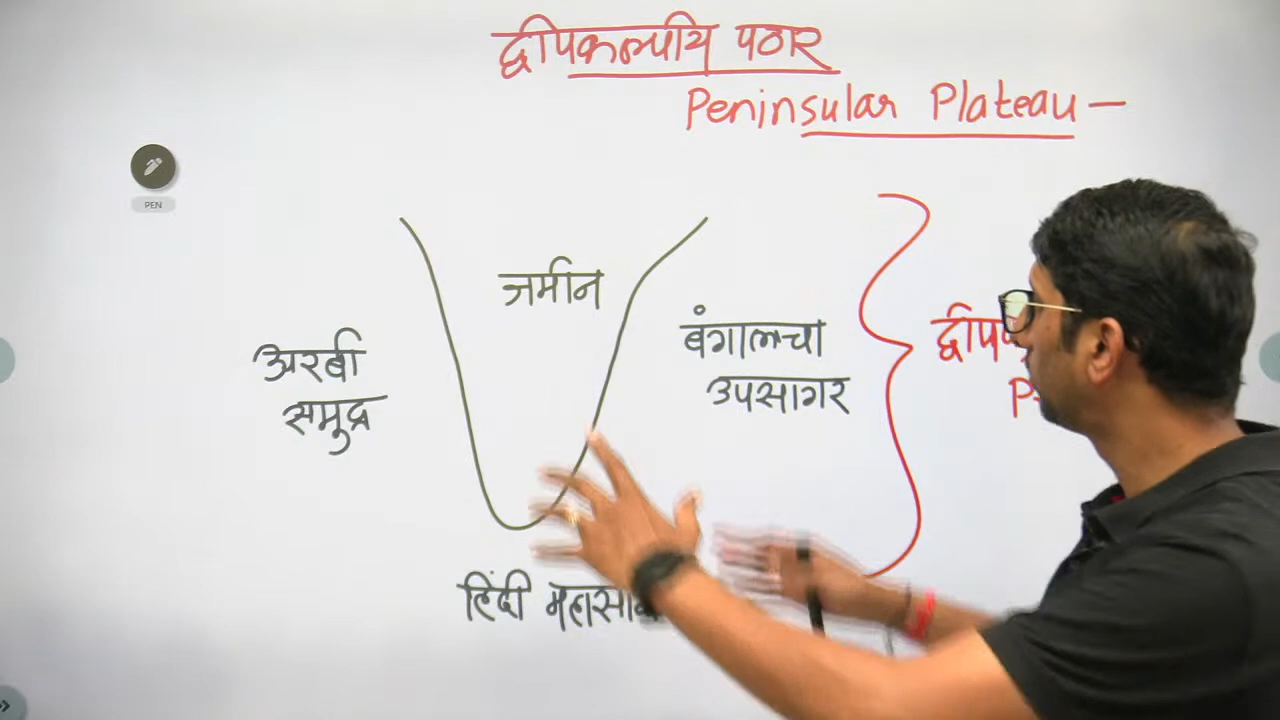 द्वीपकल्पीय पठार
Peninsular Plateau —
PEN
जमीन
अरबी
समुद्र
बंगालचा
उपसागर
हिंदी